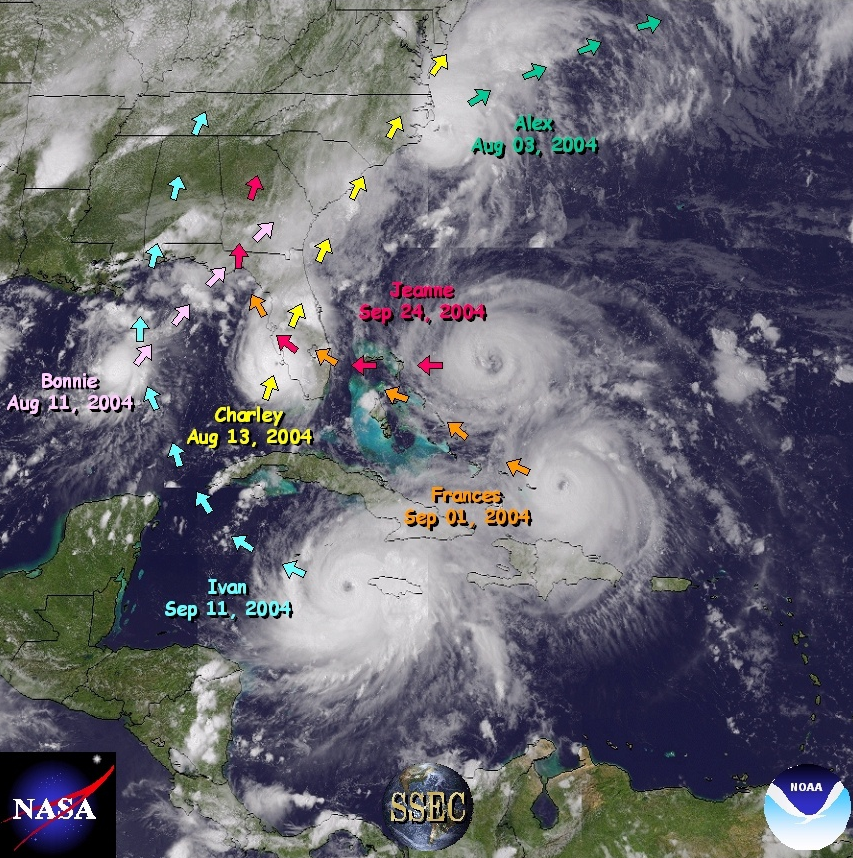 Alex
Aug 03, 2004
Jeanne
Sep 24, 2004
Bonnie
Aug 11, 2004
Charley
Aug 13, 2004
Frances
Sep 01, 2004
Ivan
Sep 11, 2004
NASA
SSEC
NOAA